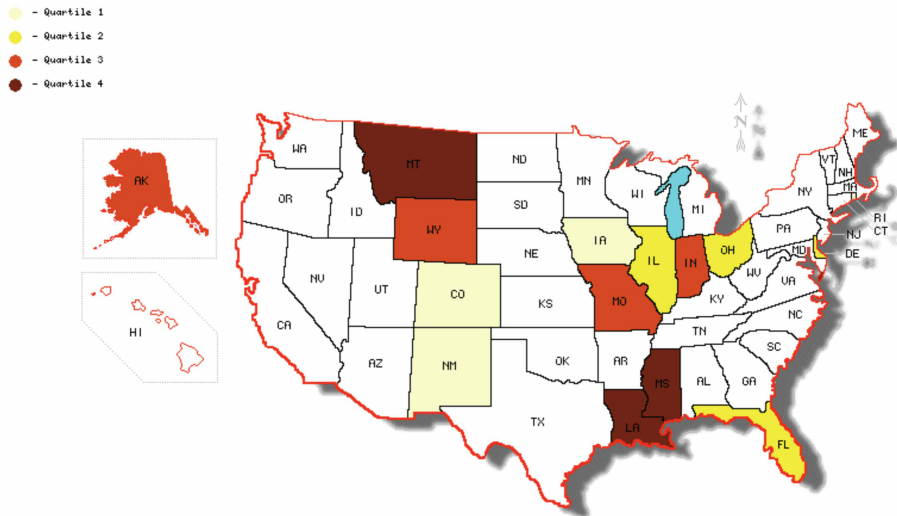 - Quartile 1
- Quartile 2
- Quartile 3
- Quartile 4
N
WA
MT
ND
MN
ME
VT
NH
OR
ID
SD
WI
MI
NY
MA
AK
WY
RI
CT
NE
IA
PA
NJ
OH
MD
DE
NV
UT
CO
IL
IN
WV
VA
KS
MO
KY
HI
CA
NC
TN
AZ
NM
OK
AR
SC
MS
AL
GA
TX
LA
FL